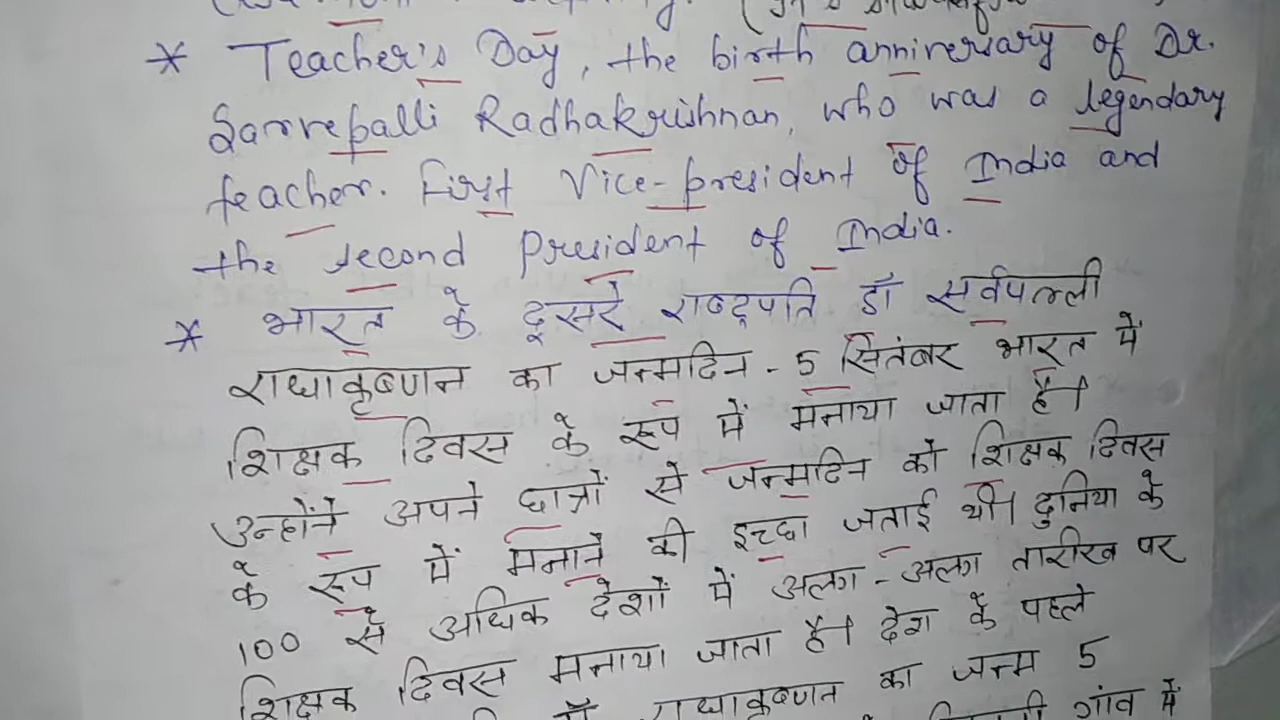 * Teacher's Day, the birth anniversary of Dr.
Sarvepalli Radhakrishnan, who was a legendary
teacher. First Vice-president of India and
the second President of India.
* भारत के दूसरे राष्ट्रपति डॉ सर्वपल्ली
राधाकृष्णन का जन्मदिन - 5 सितंबर भारत में
शिक्षक दिवस के रूप में मनाया जाता है।
उन्होंने अपने छात्रों से जन्मदिन को शिक्षक दिवस
के रूप में मनाने की इच्छा जताई थी। दुनिया के
100 से अधिक देशों में अलग-अलग तारीख पर
शिक्षक दिवस मनाया जाता है। देश के पहले
राधाकृष्णन का जन्म 5
गांव में